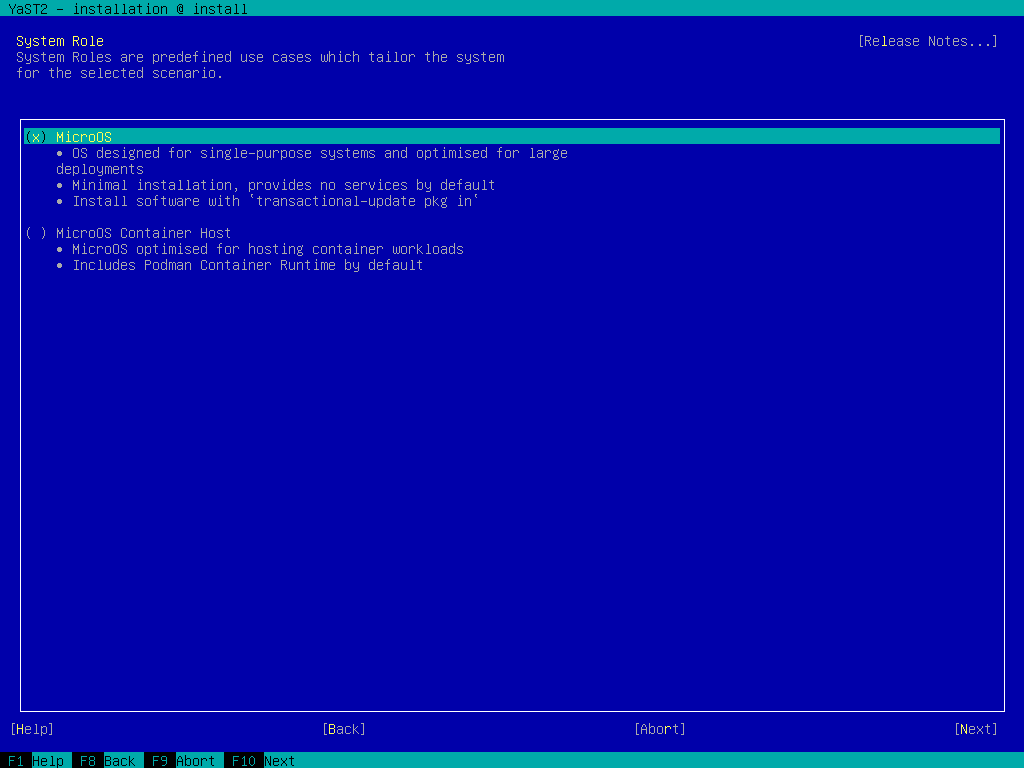 YaST2 - installation @ install
System Role [Release Notes...]
System Roles are predefined use cases which tailor the system
for the selected scenario.
(x) MicroOS
• OS designed for single-purpose systems and optimised for large
deployments
• Minimal installation, provides no services by default
• Install software with `transactional-update pkg in`
( ) MicroOS Container Host
• MicroOS optimised for hosting container workloads
• Includes Podman Container Runtime by default
[Help] [Back] [Abort] [Next]
F1 Help F8 Back F9 Abort F10 Next